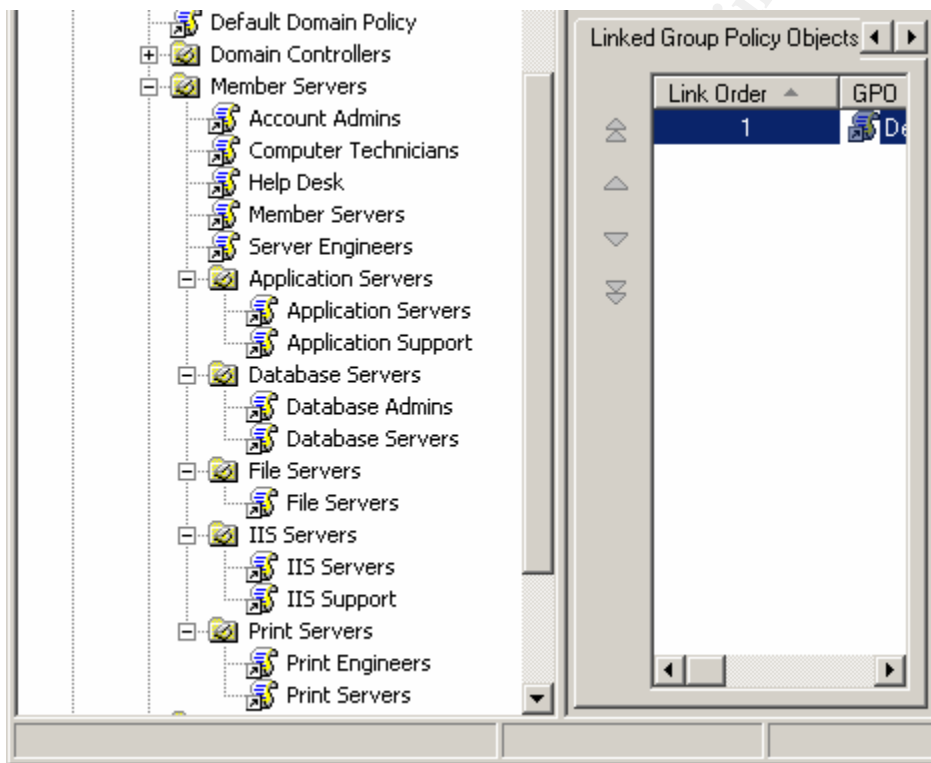 Default Domain Policy
Domain Controllers
Member Servers
Account Admins
Computer Technicians
Help Desk
Member Servers
Server Engineers
Application Servers
Application Servers
Application Support
Database Servers
Database Admins
Database Servers
File Servers
File Servers
IIS Servers
IIS Servers
IIS Support
Print Servers
Print Engineers
Print Servers
Linked Group Policy Objects
Link Order GPO
1